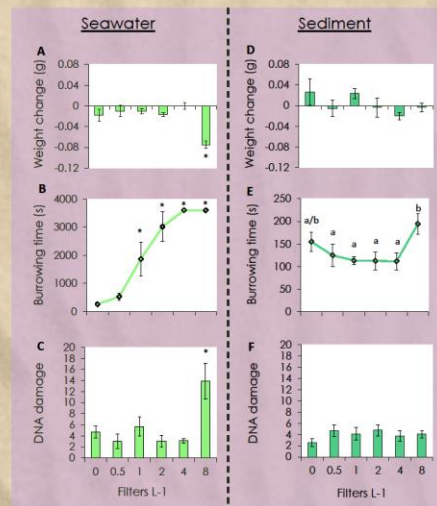 Seawater
Sediment
A
Weight change (g)
0.08
0.04
0
-0.04
-0.08
-0.12
*
B
Burrowing time (s)
4000
3000
2000
1000
0
* * * *
C
DNA damage
20
18
16
14
12
10
8
6
4
2
0
*
0 0.5 1 2 4 8
Filters L-1
D
Weight change (g)
0.08
0.04
0
-0.04
-0.08
-0.12
E
Burrowing time (s)
250
200
150
100
50
0
a/b a a a a b
F
DNA damage
20
18
16
14
12
10
8
6
4
2
0
0 0.5 1 2 4 8
Filters L-1